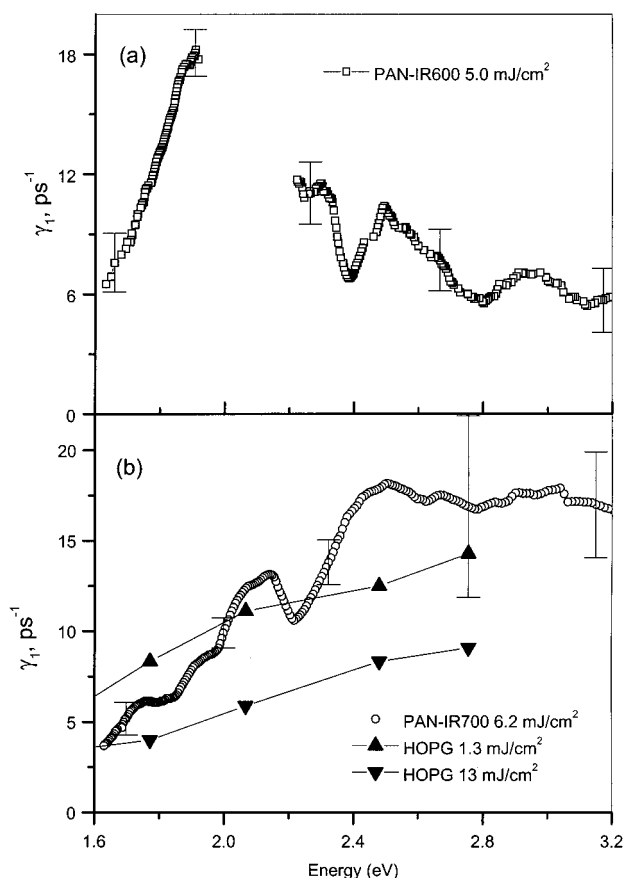 18
(a)
PAN-IR600 5.0 mJ/cm²
12
γ₁, ps⁻¹
6
0
20
(b)
15
γ₁, ps⁻¹
10
5
PAN-IR700 6.2 mJ/cm²
HOPG 1.3 mJ/cm²
HOPG 13 mJ/cm²
0
1.6 2.0 2.4 2.8 3.2
Energy (eV)